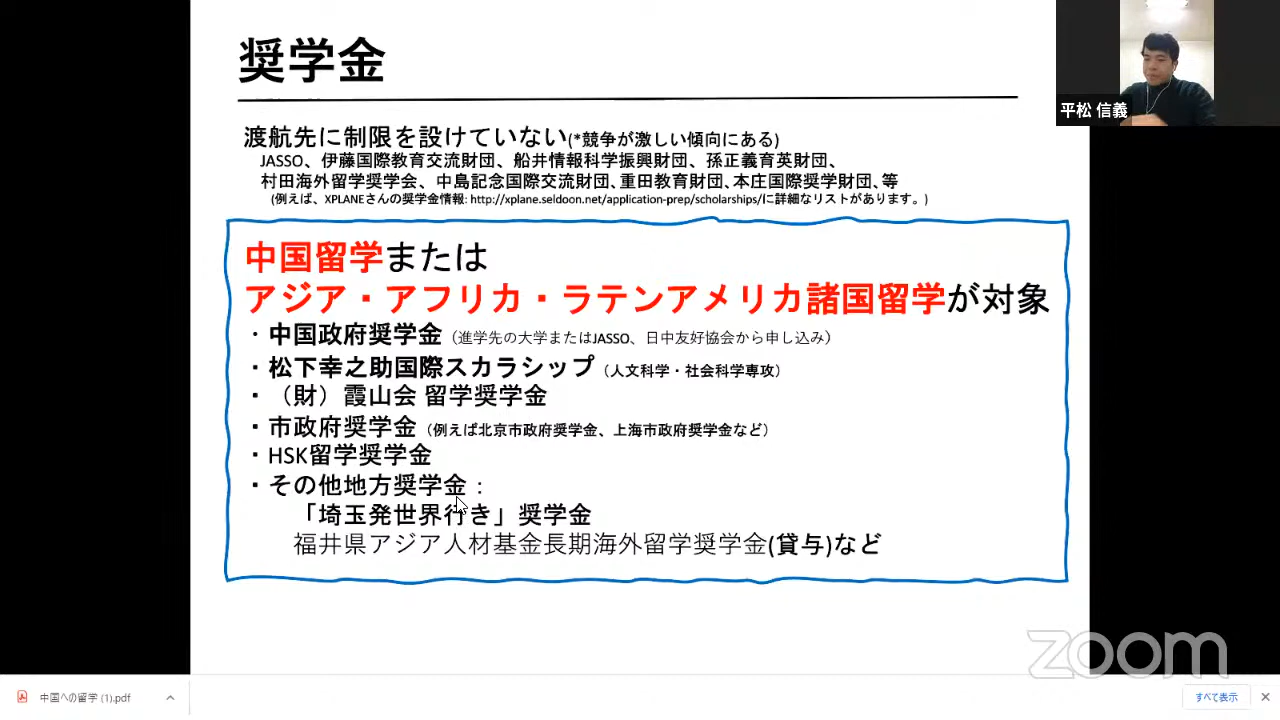 奨学金
平松 信義
渡航先に制限を設けていない(*競争が激しい傾向にある)
JASSO、伊藤国際教育交流財団、船井情報科学振興財団、孫正義育英財団、
村田海外留学奨学会、中島記念国際交流財団、重田教育財団、本庄国際奨学財団、等
(例えば、XPLANEさんの奨学金情報: http://xplane.seldoon.net/application-prep/scholarships/に詳細なリストがあります。)
中国留学または
アジア・アフリカ・ラテンアメリカ諸国留学が対象
・中国政府奨学金（進学先の大学またはJASSO、日中友好協会から申し込み）
・松下幸之助国際スカラシップ（人文科学・社会科学専攻）
・（財）霞山会 留学奨学金
・市政府奨学金（例えば北京市政府奨学金、上海市政府奨学金など）
・HSK留学奨学金
・その他地方奨学金：
「埼玉発世界行き」奨学金
福井県アジア人材基金長期海外留学奨学金(貸与)など
zoom
中国への留学 (1).pdf
すべて表示